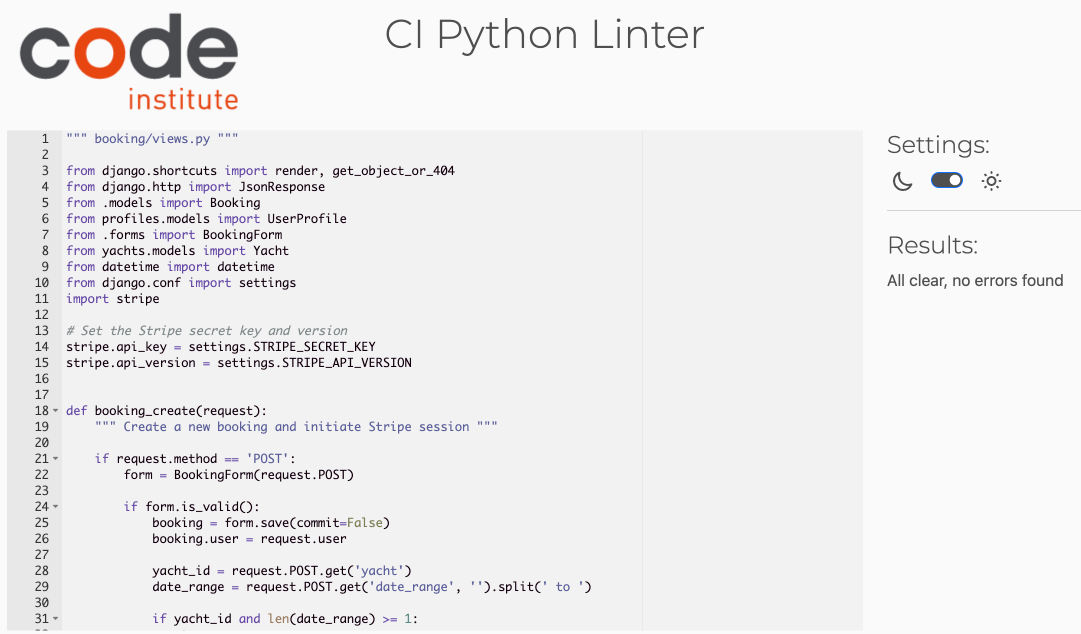 code
institute
CI Python Linter
1 """ booking/views.py """
2
3 from django.shortcuts import render, get_object_or_404
4 from django.http import JsonResponse
5 from .models import Booking
6 from profiles.models import UserProfile
7 from .forms import BookingForm
8 from yachts.models import Yacht
9 from datetime import datetime
10 from django.conf import settings
11 import stripe
12
13 # Set the Stripe secret key and version
14 stripe.api_key = settings.STRIPE_SECRET_KEY
15 stripe.api_version = settings.STRIPE_API_VERSION
16
17
18 def booking_create(request):
19     """ Create a new booking and initiate Stripe session """
20
21     if request.method == 'POST':
22         form = BookingForm(request.POST)
23
24         if form.is_valid():
25             booking = form.save(commit=False)
26             booking.user = request.user
27
28             yacht_id = request.POST.get('yacht')
29             date_range = request.POST.get('date_range', '').split(' to ')
30
31             if yacht_id and len(date_range) >= 1:
Settings:
Results:
All clear, no errors found